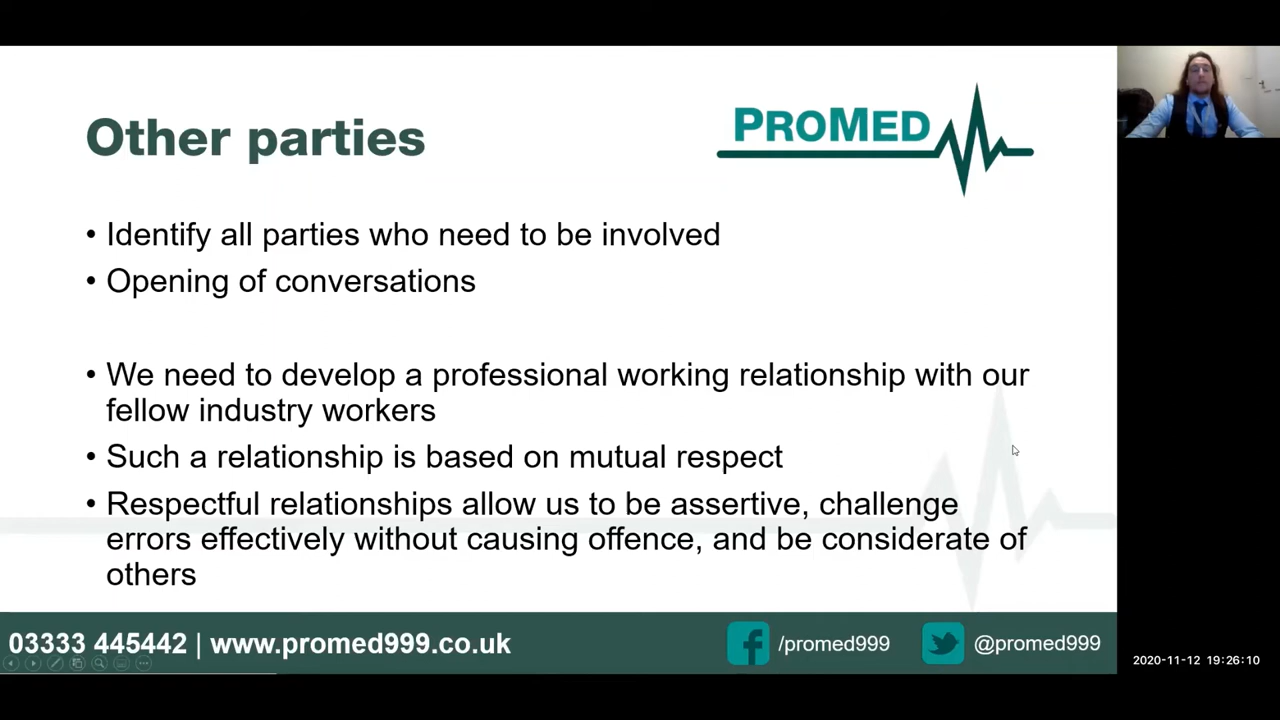 Other parties
PROMED
• Identify all parties who need to be involved
• Opening of conversations
• We need to develop a professional working relationship with our
fellow industry workers
• Such a relationship is based on mutual respect
• Respectful relationships allow us to be assertive, challenge
errors effectively without causing offence, and be considerate of
others
03333 445442 | www.promed999.co.uk
/promed999
@promed999
2020-11-12 19:26:10